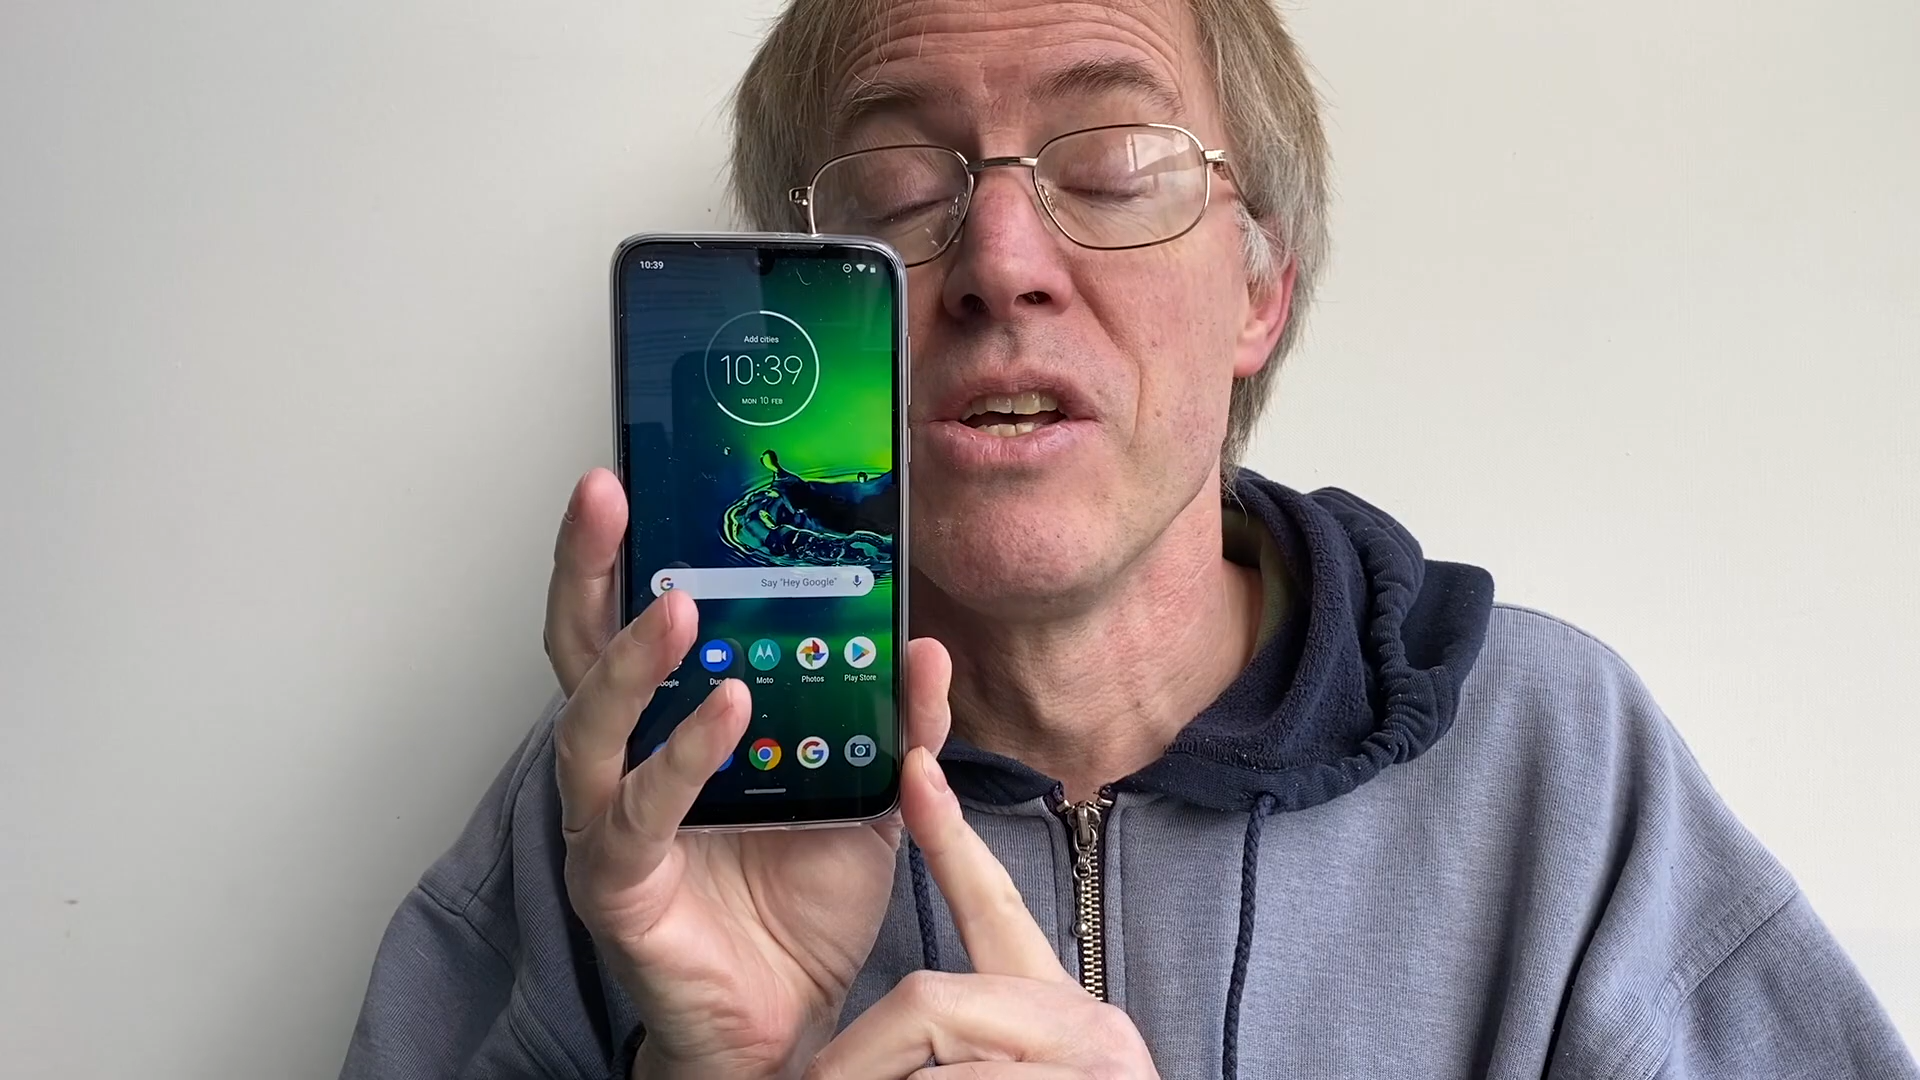 10:39
Add cities
10:39
MON 10 FEB
Say "Hey Google"
Moto
Photos
Play Store